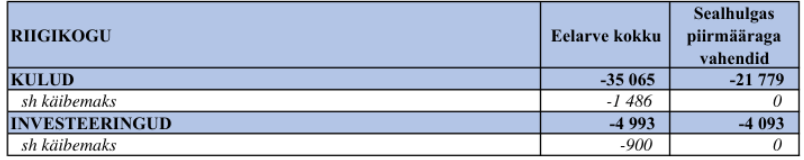 RIIGIKOGU Eelarve kokku Sealhulgas
piirmääraga
vahendid
KULUD -35 065 -21 779
sh käibemaks -1 486 0
INVESTEERINGUD -4 993 -4 093
sh käibemaks -900 0